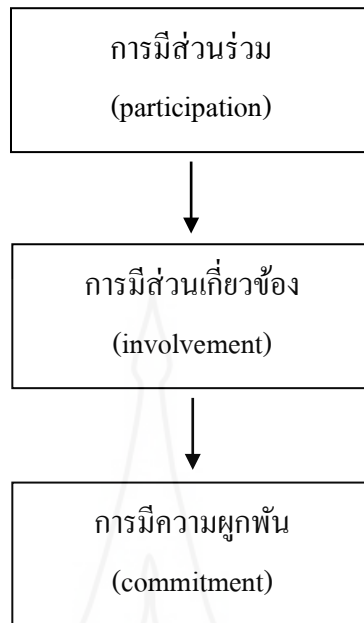 การมีส่วนร่วม
(participation)
การมีส่วนเกี่ยวข้อง
(involvement)
การมีความผูกพัน
(commitment)